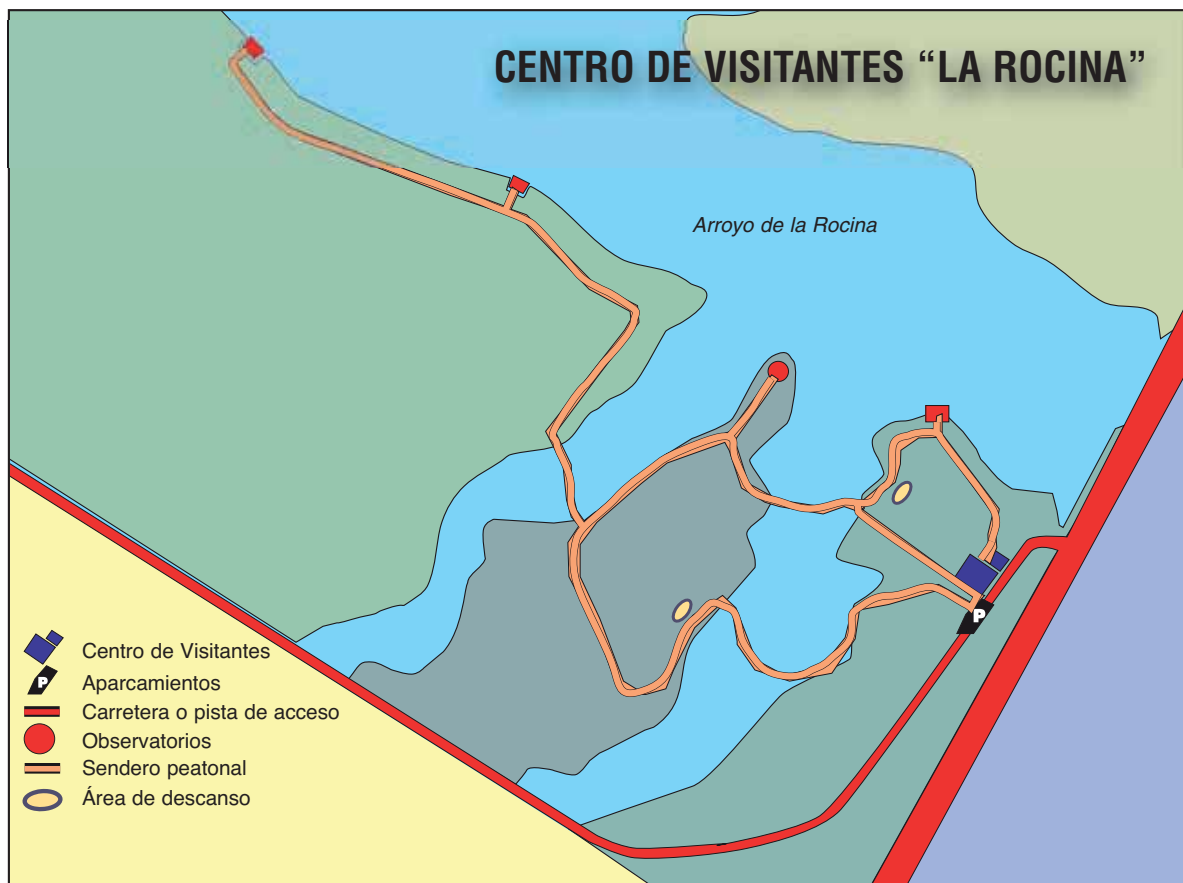 CENTRO DE VISITANTES “LA ROCINA”
Arroyo de la Rocina
P
Centro de Visitantes
P
Aparcamientos
Carretera o pista de acceso
Observatorios
Sendero peatonal
Área de descanso